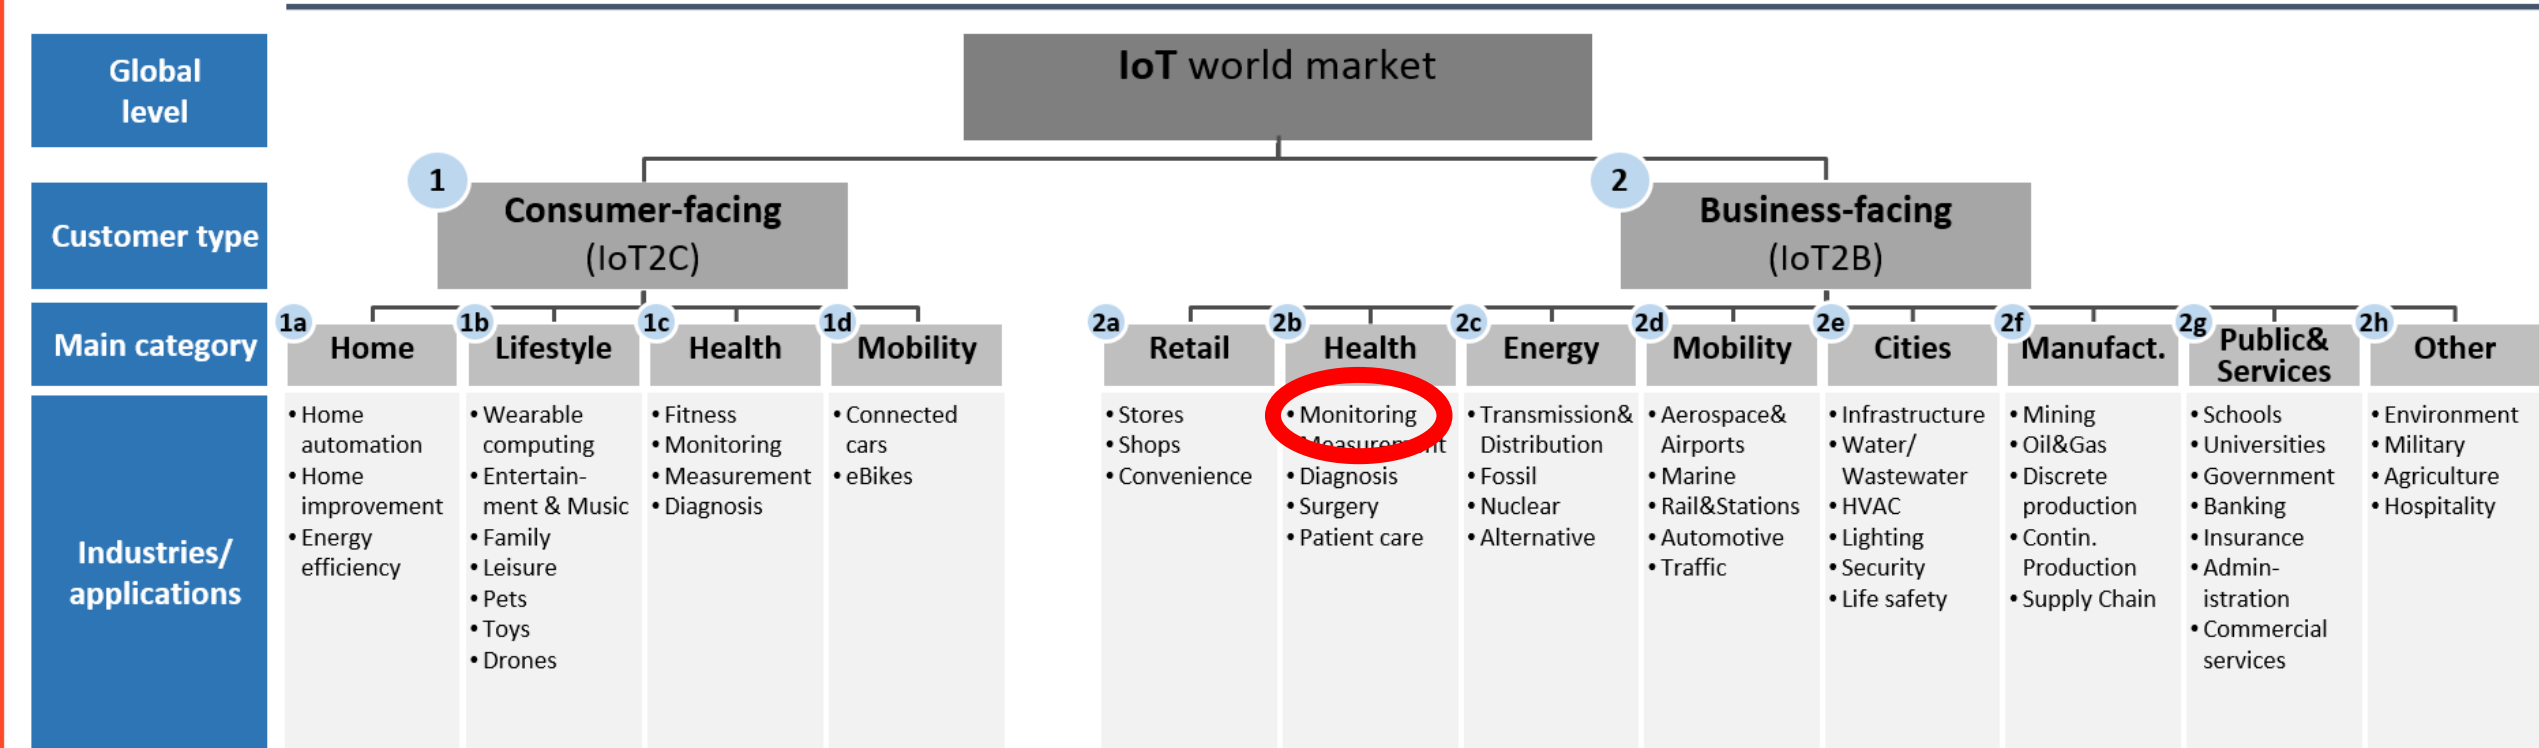 Global
level
IoT world market
Customer type
1
Consumer-facing
(IoT2C)
2
Business-facing
(IoT2B)
Main category
1a
Home
1b
Lifestyle
1c
Health
1d
Mobility
2a
Retail
2b
Health
2c
Energy
2d
Mobility
2e
Cities
2f
Manufact.
2g
Public&
Services
2h
Other
Industries/
applications
• Home
automation
• Home
improvement
• Energy
efficiency
• Wearable
computing
• Entertain-
ment & Music
• Family
• Leisure
• Pets
• Toys
• Drones
• Fitness
• Monitoring
• Measurement
• Diagnosis
• Connected
cars
• eBikes
• Stores
• Shops
• Convenience
• Monitoring
• Measurement
• Diagnosis
• Surgery
• Patient care
• Transmission&
Distribution
• Fossil
• Nuclear
• Alternative
• Aerospace&
Airports
• Marine
• Rail&Stations
• Automotive
• Traffic
• Infrastructure
• Water/
Wastewater
• HVAC
• Lighting
• Security
• Life safety
• Mining
• Oil&Gas
• Discrete
production
• Contin.
Production
• Supply Chain
• Schools
• Universities
• Government
• Banking
• Insurance
• Admin-
istration
• Commercial
services
• Environment
• Military
• Agriculture
• Hospitality